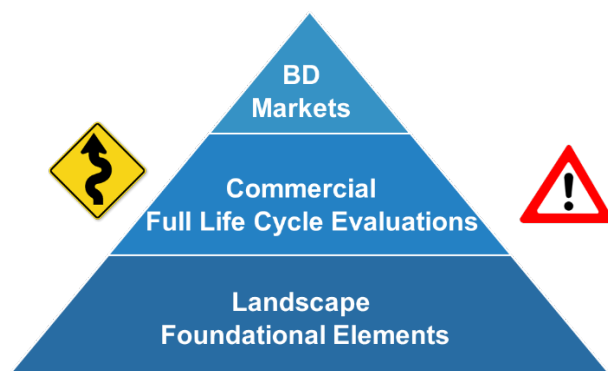 BD
Markets
Commercial
Full Life Cycle Evaluations
Landscape
Foundational Elements
!